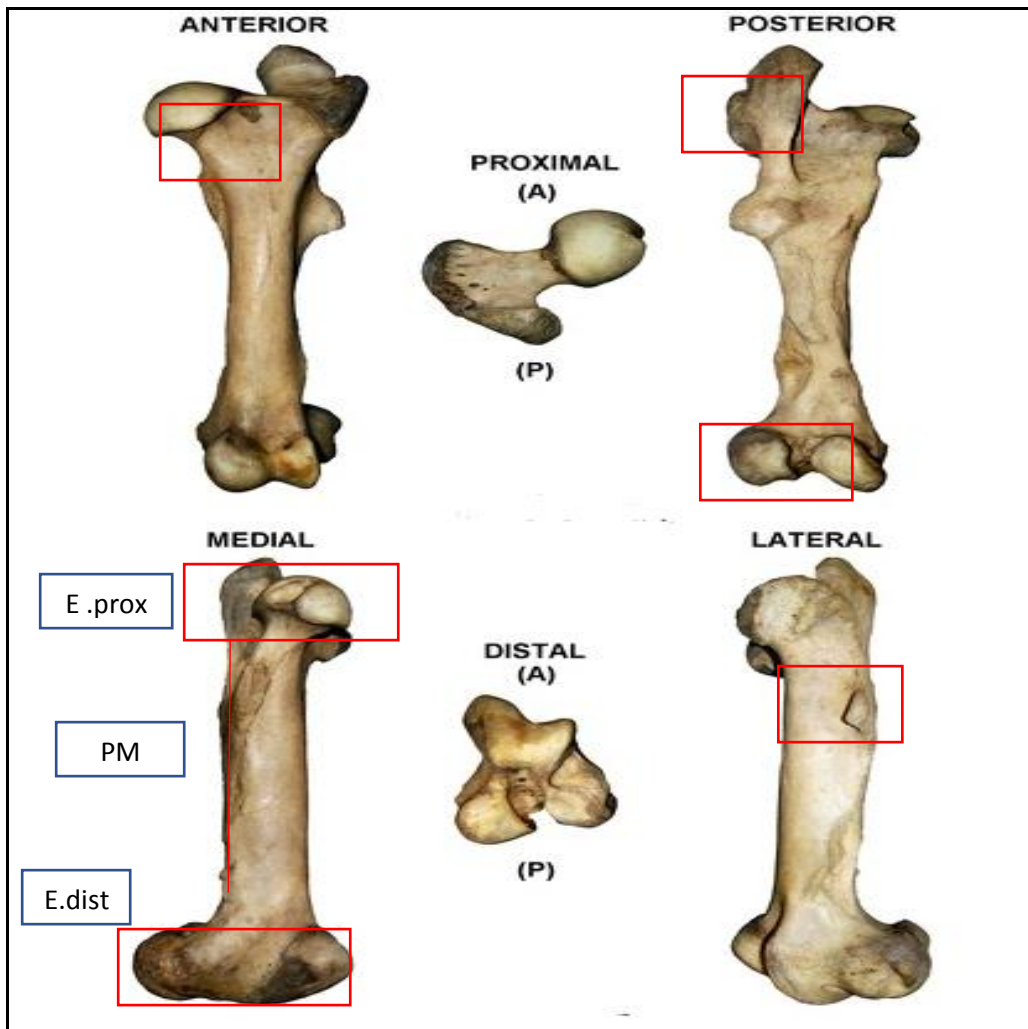 ANTERIOR
POSTERIOR
PROXIMAL
(A)
(P)
MEDIAL
LATERAL
E .prox
DISTAL
(A)
PM
(P)
E.dist